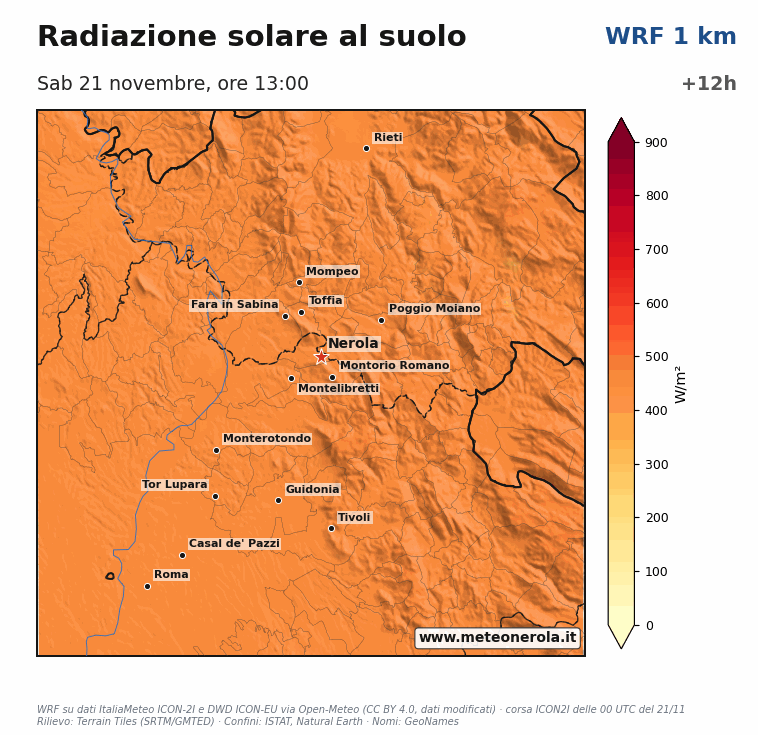 Radiazione solare al suolo
WRF 1 km
Sab 21 novembre, ore 13:00
+12h
Rieti
Mompeo
Toffia
Fara in Sabina
Poggio Moiano
Nerola
Montorio Romano
Montelibretti
Monterotondo
Tor Lupara
Guidonia
Tivoli
Casal de' Pazzi
Roma
www.meteonerola.it
900
800
700
600
500
400
300
200
100
0
W/m²
WRF su dati ItaliaMeteo ICON-2I e DWD ICON-EU via Open-Meteo (CC BY 4.0, dati modificati) · corsa ICON2I delle 00 UTC del 21/11
Rilievo: Terrain Tiles (SRTM/GMTED) · Confini: ISTAT, Natural Earth · Nomi: GeoNames